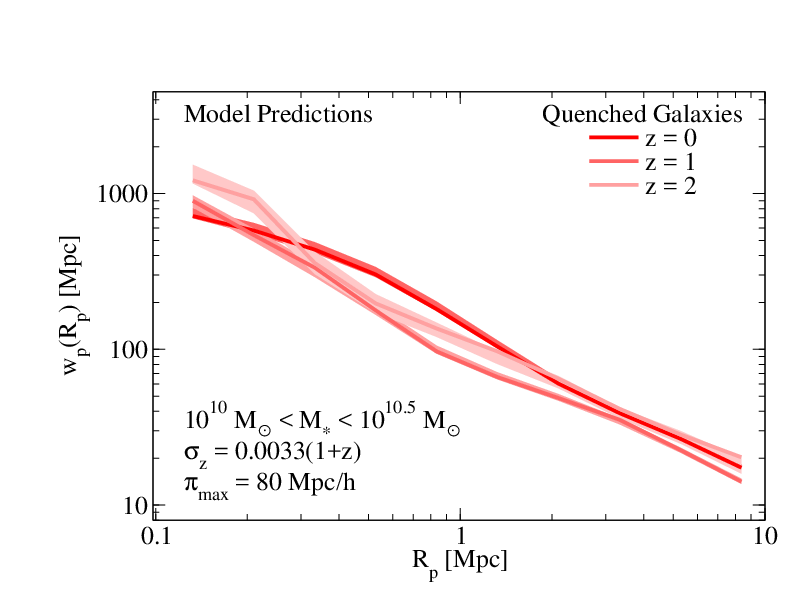 Model Predictions
Quenched Galaxies
z = 0
z = 1
z = 2
1000
100
10
w_p(R_p) [Mpc]
10^10 M_⊙ < M_* < 10^10.5 M_⊙
σ_z = 0.0033(1+z)
π_max = 80 Mpc/h
0.1
1
10
R_p [Mpc]